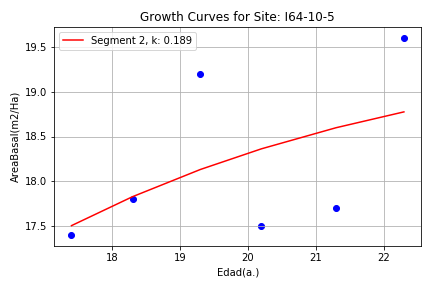 Growth Curves for Site: I64-10-5
Segment 2, k: 0.189
AreaBasal(m2/Ha)
19.5
19.0
18.5
18.0
17.5
18 19 20 21 22
Edad(a.)